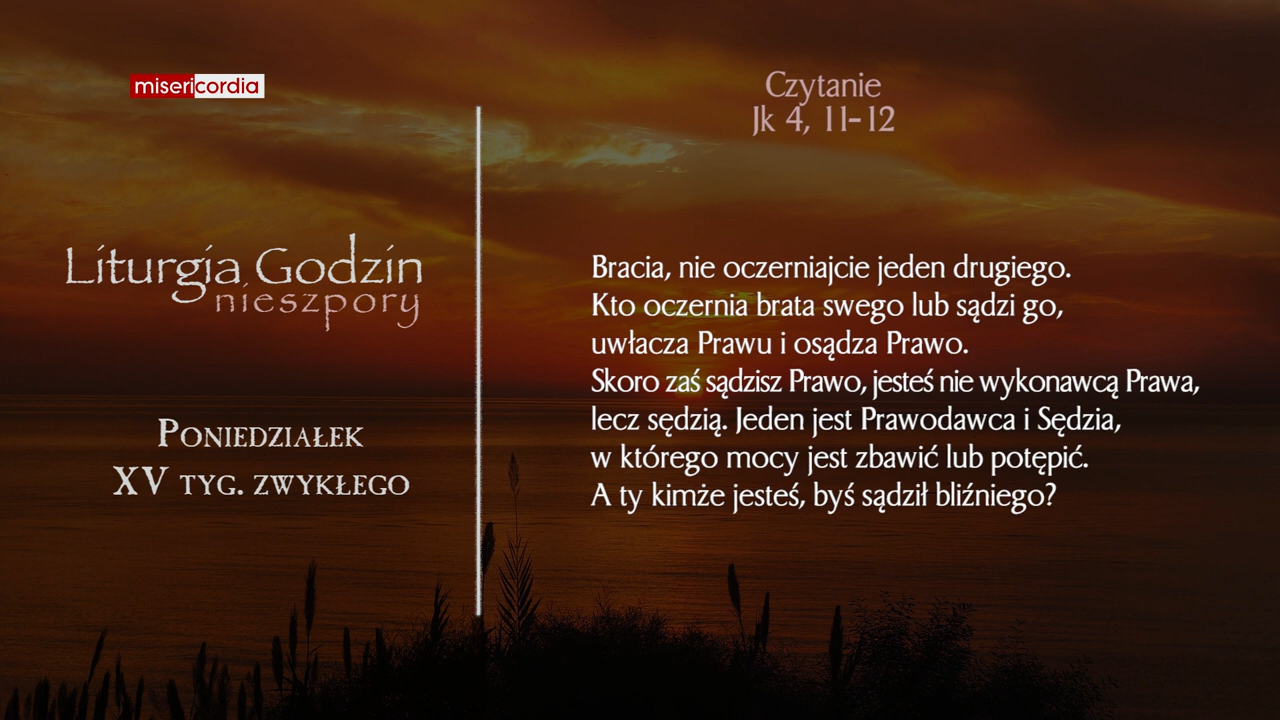 misericordia
Czytanie
Jk 4, 11-12
Liturgia Godzin
nieszpory
Poniedziałek
XV tyg. zwykłego
Bracia, nie oczerniajcie jeden drugiego.
Kto oczernia brata swego lub sądzi go,
uwłacza Prawu i osądza Prawo.
Skoro zaś sądzisz Prawo, jesteś nie wykonawcą Prawa,
lecz sędzią. Jeden jest Prawodawca i Sędzia,
w którego mocy jest zbawić lub potępić.
A ty kimże jesteś, byś sądził bliźniego?